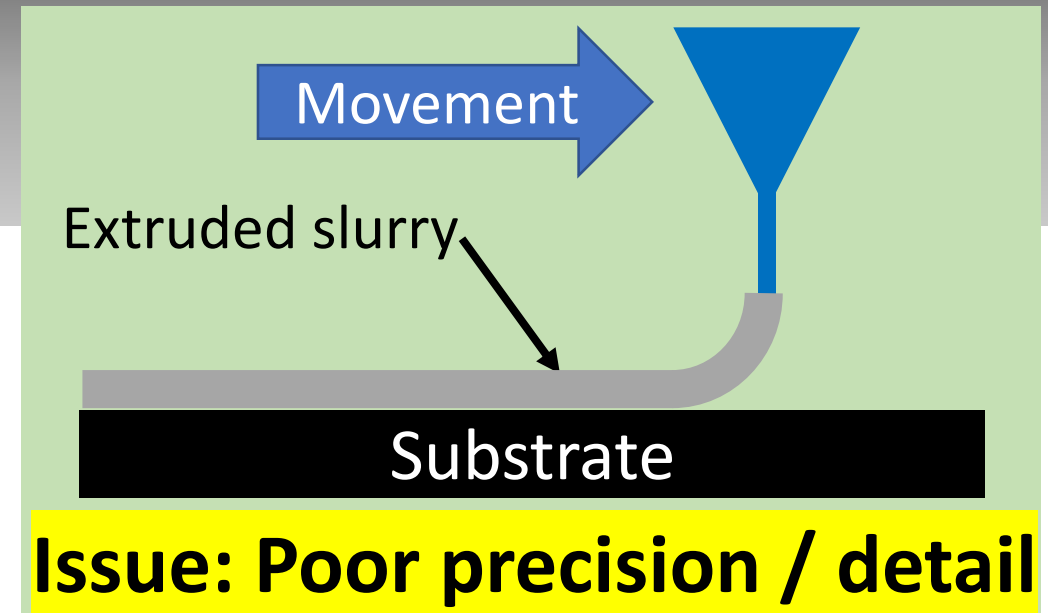 Movement
Extruded slurry
Substrate
Issue: Poor precision / detail